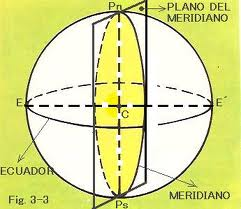 Pn
PLANO DEL
MERIDIANO
E
E´
C
ECUADOR
MERIDIANO
Fig. 3-3
Ps